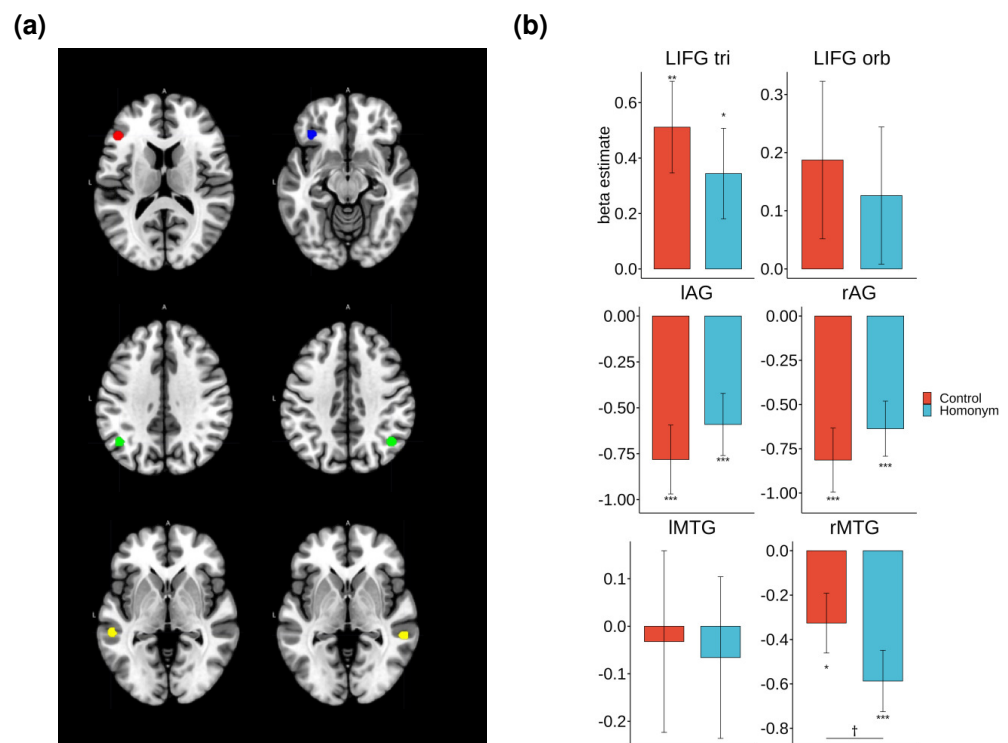 (a)
(b)
A
A
L
L
A
A
L
L
A
A
L
L
LIFG tri
LIFG orb
beta estimate
0.6
0.4
0.2
0.0
**
*
0.3
0.2
0.1
0.0
lAG
rAG
0.00
-0.25
-0.50
-0.75
-1.00
***
***
0.00
-0.25
-0.50
-0.75
-1.00
***
***
Control
Homonym
lMTG
rMTG
0.1
0.0
-0.1
-0.2
0.0
-0.2
-0.4
-0.6
-0.8
*
***
†